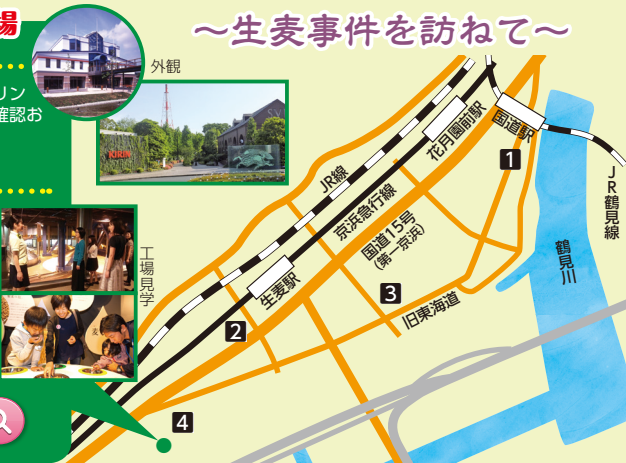 場
～生麦事件を訪ねて～
外観
リン
確認お
KIRIN
工場見学
麦
JR線
京浜急行線
国道15号
(第一京浜)
花月園前駅
国道駅
1
JR鶴見線
鶴見川
生麦駅
3
旧東海道
2
4